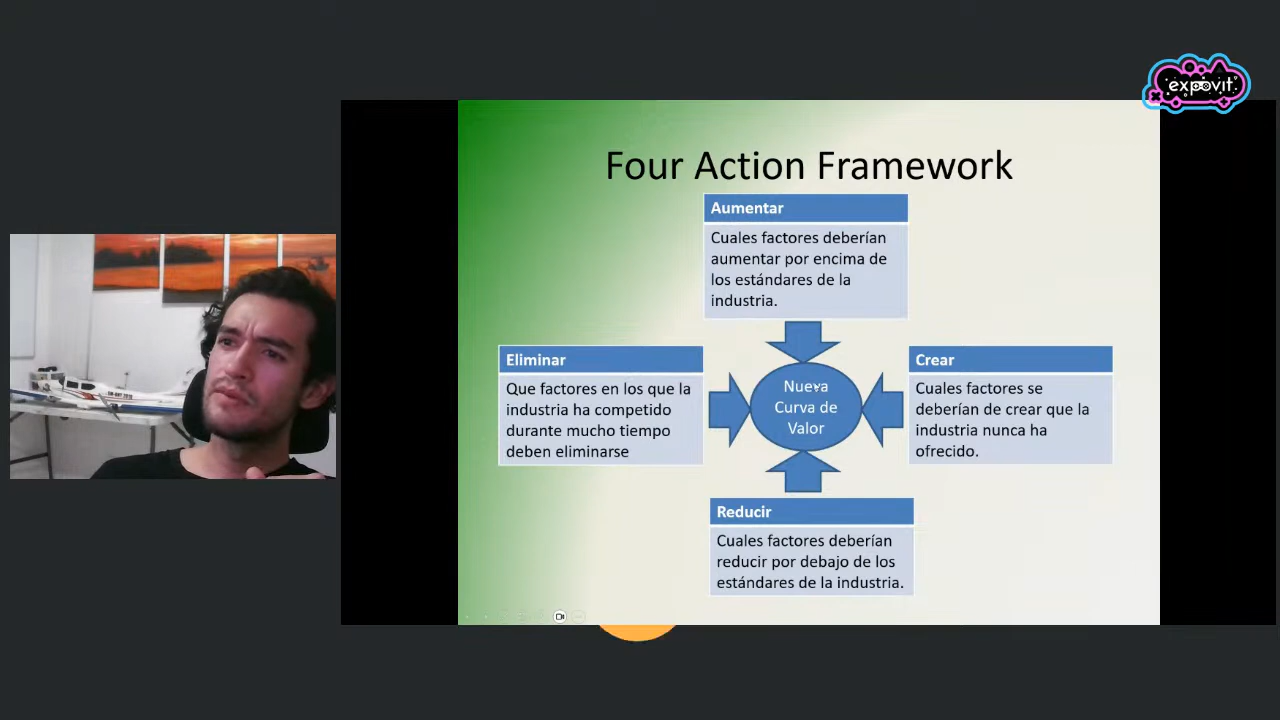 expovit.
Four Action Framework
Aumentar
Cuales factores deberían
aumentar por encima de
los estándares de la
industria.
Eliminar
Que factores en los que la
industria ha competido
durante mucho tiempo
deben eliminarse
Nueva
Curva de
Valor
Crear
Cuales factores se
deberían de crear que la
industria nunca ha
ofrecido.
Reducir
Cuales factores deberían
reducir por debajo de los
estándares de la industria.